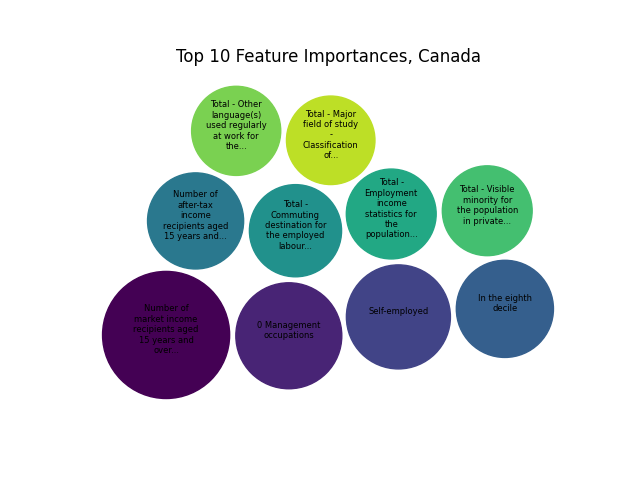 Top 10 Feature Importances, Canada
Total - Other
language(s)
used regularly
at work for
the...
Total - Major
field of study
-
Classification
of...
Number of
after-tax
income
recipients aged
15 years and...
Total -
Commuting
destination for
the employed
labour...
Total -
Employment
income
statistics for
the
population...
Total - Visible
minority for
the population
in private...
Number of
market income
recipients aged
15 years and
over...
0 Management
occupations
Self-employed
In the eighth
decile